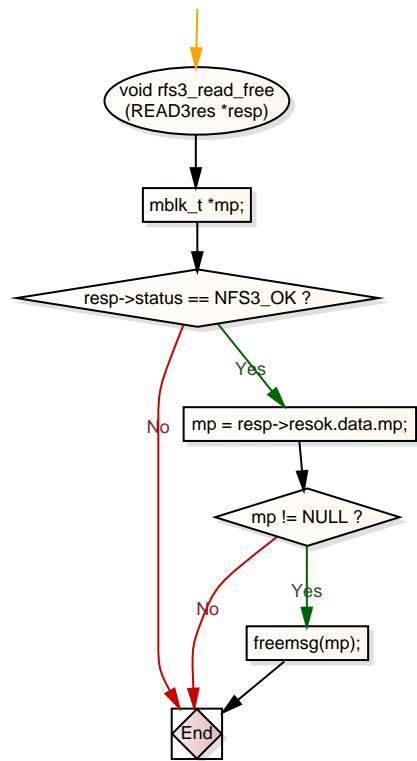 void rfs3_read_free
(READ3res *resp)
mblk_t *mp;
resp->status == NFS3_OK ?
Yes
No
mp = resp->resok.data.mp;
mp != NULL ?
Yes
No
freemsg(mp);
End